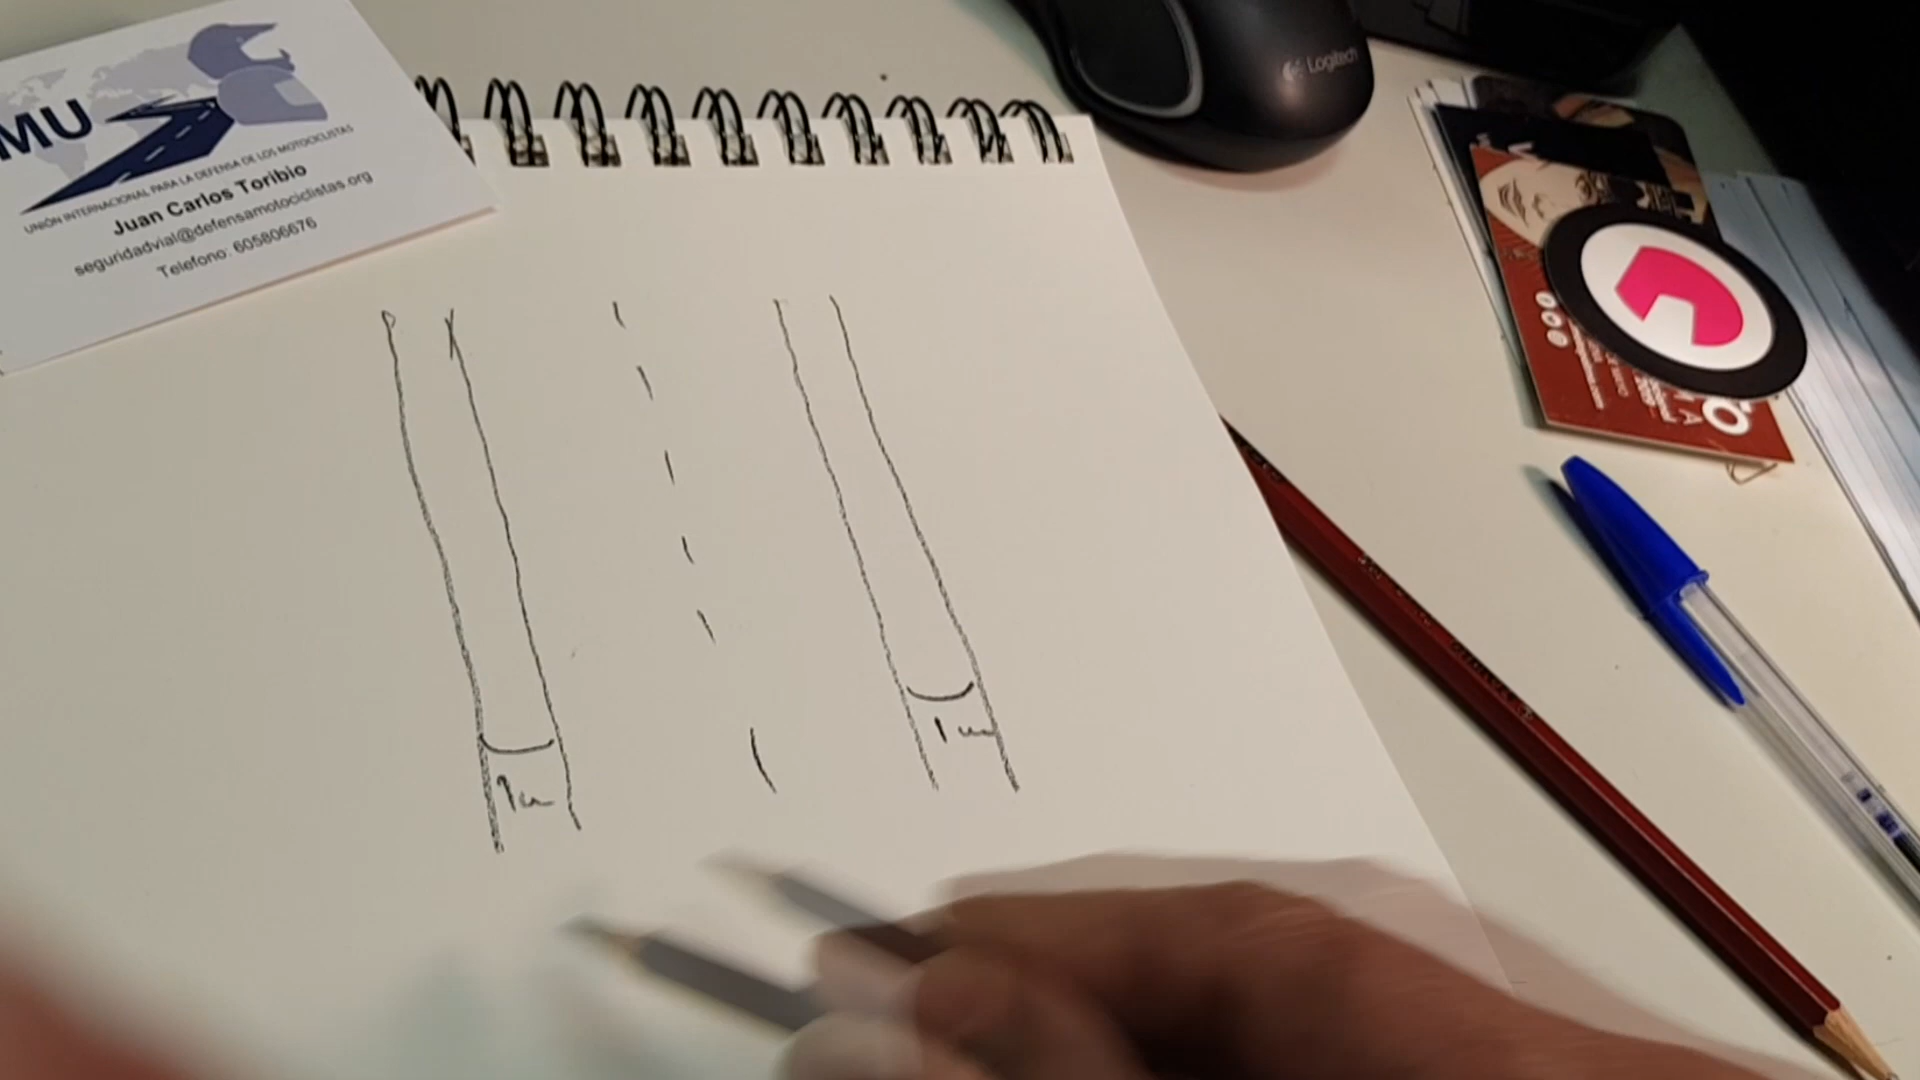 MU
UNIÓN INTERNACIONAL PARA LA DEFENSA DE LOS MOTOCICLISTAS
Juan Carlos Toribio
seguridadvial@defensamotociclistas.org
Telefono: 605806676
Logitech
1m
1m